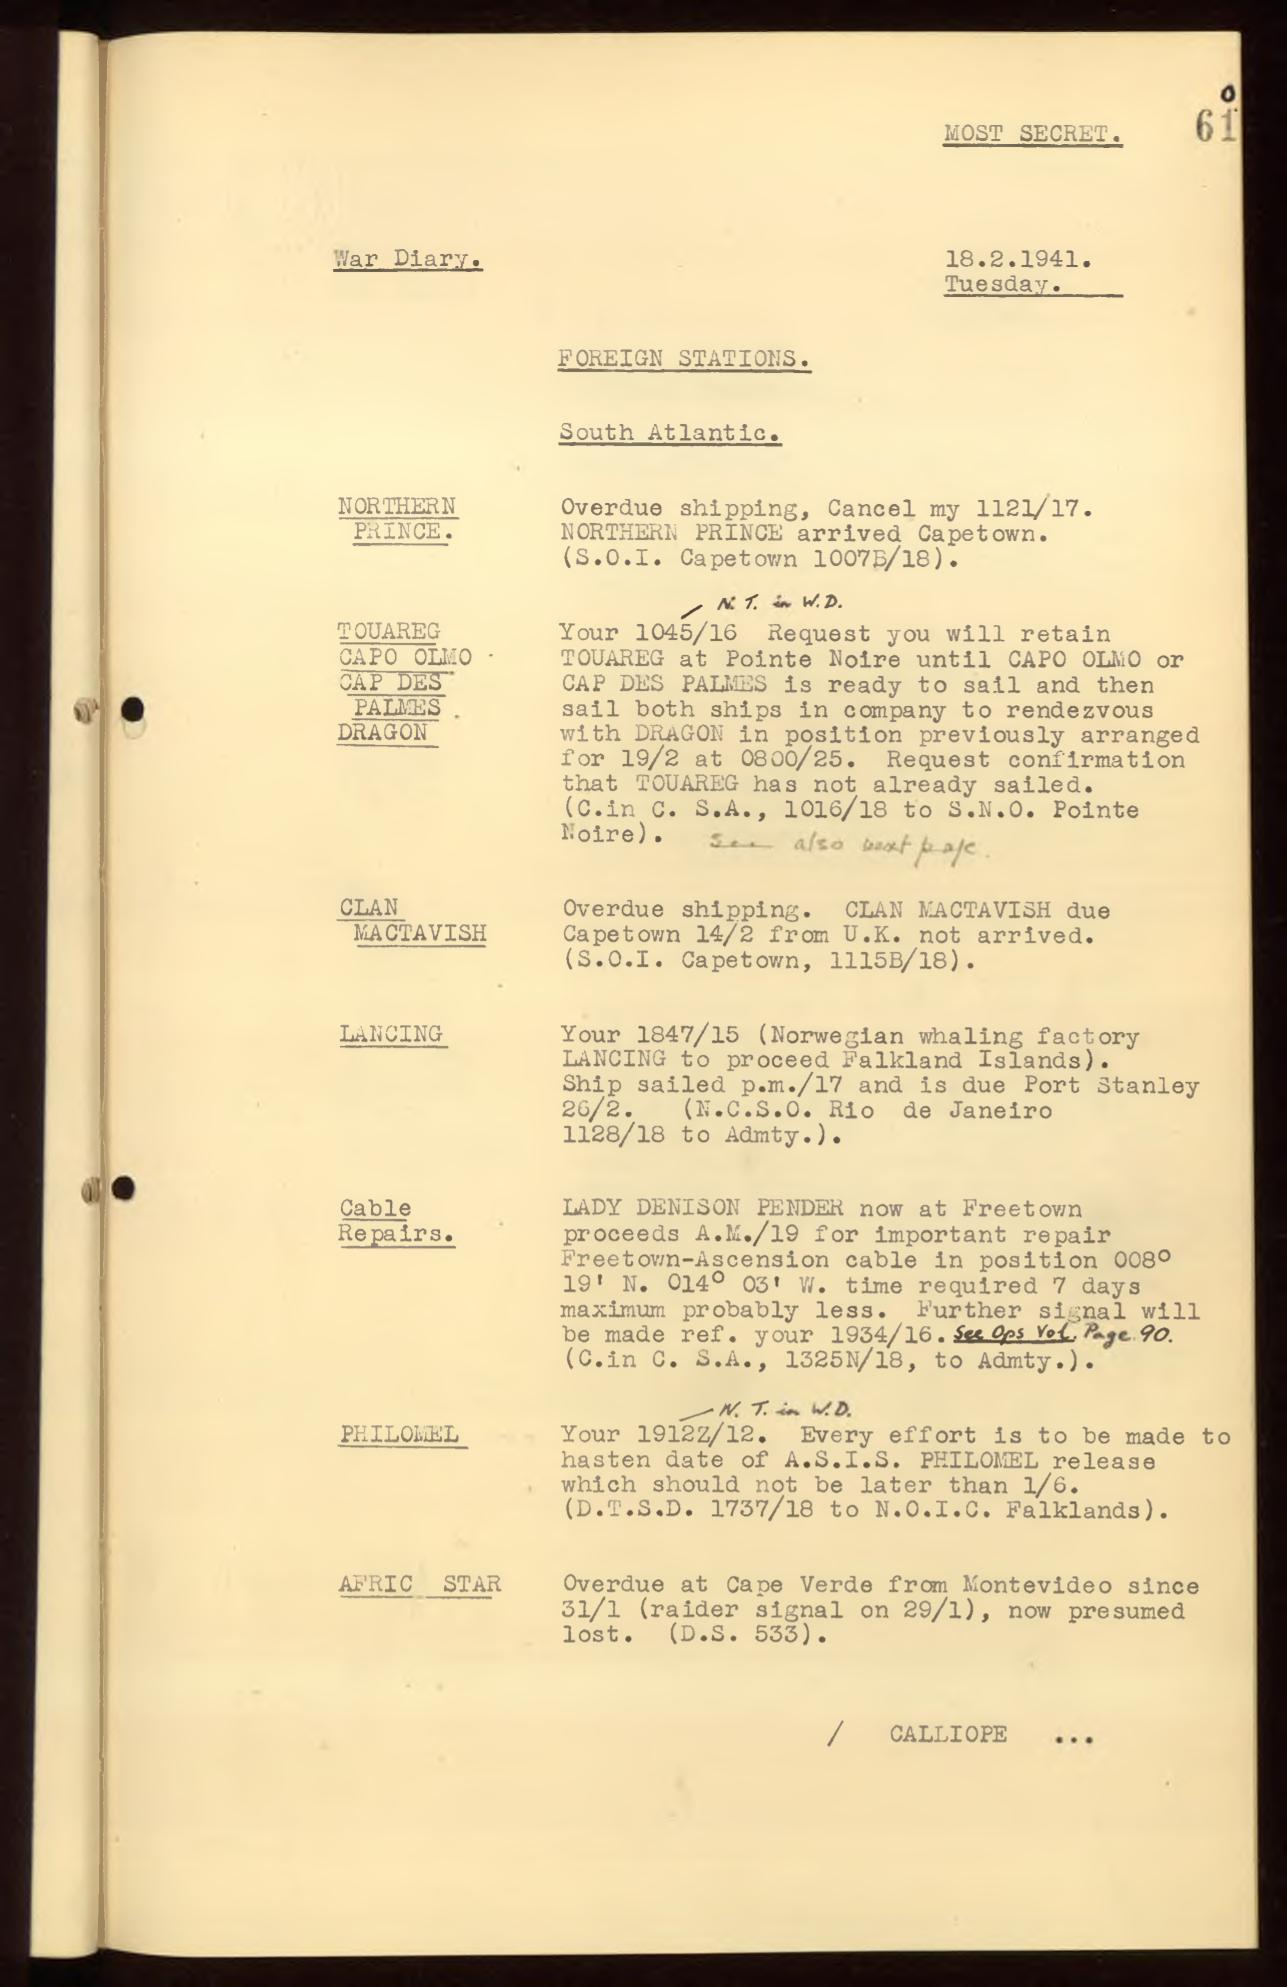 0
MOST SECRET. 61
War Diary. 18.2.1941.
Tuesday.
FOREIGN STATIONS.
South Atlantic.
NORTHERN Overdue shipping, Cancel my 1121/17.
PRINCE. NORTHERN PRINCE arrived Capetown.
(S.O.I. Capetown 1007B/18).
N.T. in W.D.
TOUAREG Your 1045/16 Request you will retain
CAPO OLMO TOUAREG at Pointe Noire until CAPO OLMO or
CAP DES CAP DES PALMES is ready to sail and then
PALMES sail both ships in company to rendezvous
DRAGON with DRAGON in position previously arranged
for 19/2 at 0800/25. Request confirmation
that TOUAREG has not already sailed.
(C.in C. S.A., 1016/18 to S.N.O. Pointe
Noire). See also next page.
CLAN Overdue shipping. CLAN MACTAVISH due
MACTAVISH Capetown 14/2 from U.K. not arrived.
(S.O.I. Capetown, 1115B/18).
LANCING Your 1847/15 (Norwegian whaling factory
LANCING to proceed Falkland Islands).
Ship sailed p.m./17 and is due Port Stanley
26/2. (N.C.S.O. Rio de Janeiro
1128/18 to Admty.).
Cable LADY DENISON PENDER now at Freetown
Repairs. proceeds A.M./19 for important repair
Freetown-Ascension cable in position 008°
19' N. 014° 03' W. time required 7 days
maximum probably less. Further signal will
be made ref. your 1934/16. See Ops Vol. Page 90.
(C.in C. S.A., 1325N/18, to Admty.).
N.T. in W.D.
PHILOMEL Your 1912Z/12. Every effort is to be made to
hasten date of A.S.I.S. PHILOMEL release
which should not be later than 1/6.
(D.T.S.D. 1737/18 to N.O.I.C. Falklands).
AFRIC STAR Overdue at Cape Verde from Montevideo since
31/1 (raider signal on 29/1), now presumed
lost. (D.S. 533).
/ CALLIOPE ...